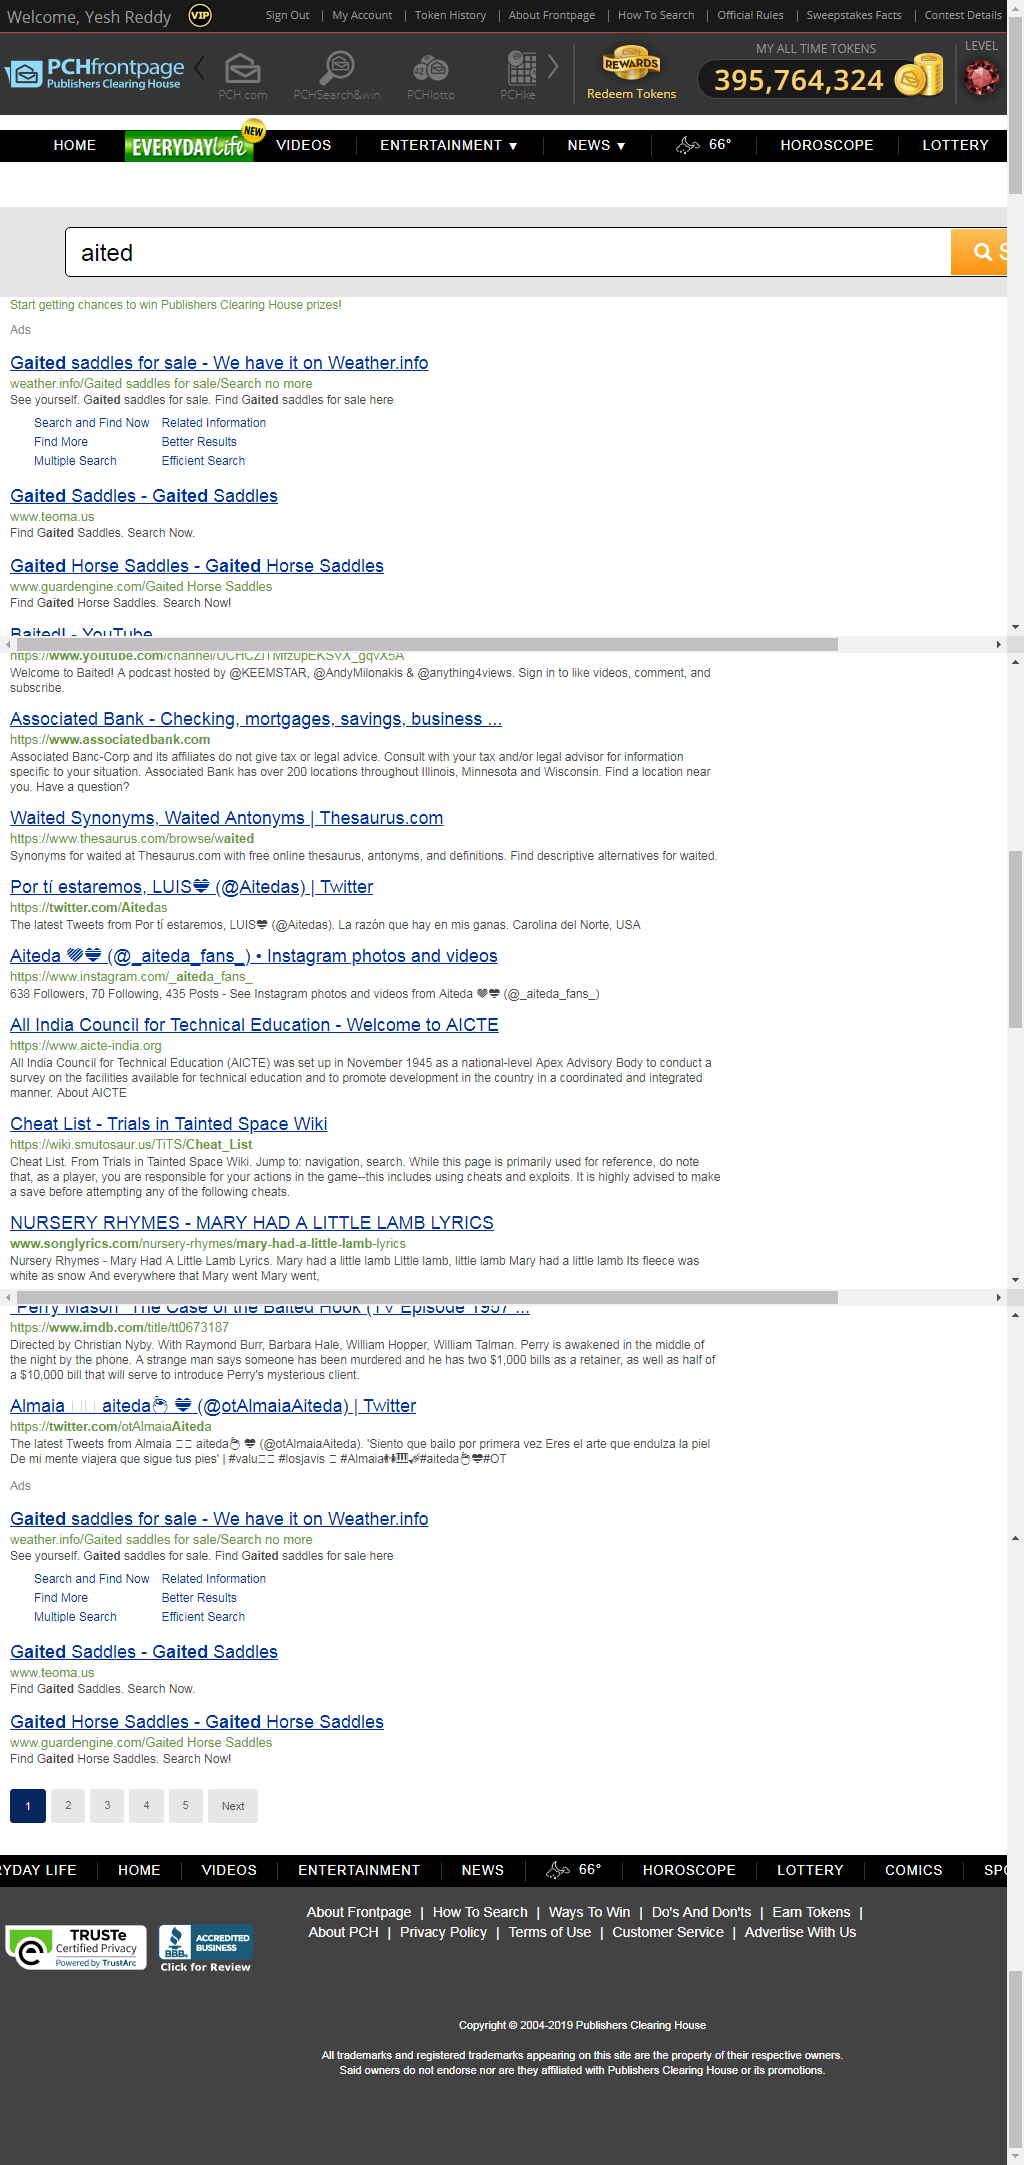 Welcome, Yesh Reddy VIP Sign Out | My Account | Token History | About Frontpage | How To Search | Official Rules | Sweepstakes Facts | Contest Details
PCHfrontpage
Publishers Clearing House
PCH.com PCHSearch&win PCHlotto PCHke
REWARDS
Redeem Tokens
MY ALL TIME TOKENS
395,764,324
LEVEL
HOME EVERYDAY Life NEW VIDEOS ENTERTAINMENT ▼ NEWS ▼ 66° HOROSCOPE LOTTERY
aited
Start getting chances to win Publishers Clearing House prizes!
Ads
Gaited saddles for sale - We have it on Weather.info
weather.info/Gaited saddles for sale/Search no more
See yourself. Gaited saddles for sale. Find Gaited saddles for sale here
Search and Find Now Related Information
Find More Better Results
Multiple Search Efficient Search
Gaited Saddles - Gaited Saddles
www.teoma.us
Find Gaited Saddles. Search Now.
Gaited Horse Saddles - Gaited Horse Saddles
www.guardengine.com/Gaited Horse Saddles
Find Gaited Horse Saddles. Search Now!
Baited! - YouTube
Welcome to Baited! A podcast hosted by @KEEMSTAR, @AndyMilonakis & @anything4views. Sign in to like videos, comment, and
subscribe.
Associated Bank - Checking, mortgages, savings, business ...
https://www.associatedbank.com
Associated Banc-Corp and its affiliates do not give tax or legal advice. Consult with your tax and/or legal advisor for information
specific to your situation. Associated Bank has over 200 locations throughout Illinois, Minnesota and Wisconsin. Find a location near
you. Have a question?
Waited Synonyms, Waited Antonyms | Thesaurus.com
https://www.thesaurus.com/browse/waited
Synonyms for waited at Thesaurus.com with free online thesaurus, antonyms, and definitions. Find descriptive alternatives for waited.
Por tí estaremos, LUIS (@Aitedas) | Twitter
https://twitter.com/Aitedas
The latest Tweets from Por tí estaremos, LUIS (@Aitedas). La razón que hay en mis ganas. Carolina del Norte, USA
Aiteda (@_aiteda_fans_) • Instagram photos and videos
https://www.instagram.com/_aiteda_fans_
638 Followers, 70 Following, 435 Posts - See Instagram photos and videos from Aiteda (@_aiteda_fans_)
All India Council for Technical Education - Welcome to AICTE
https://www.aicte-india.org
All India Council for Technical Education (AICTE) was set up in November 1945 as a national-level Apex Advisory Body to conduct a
survey on the facilities available for technical education and to promote development in the country in a coordinated and integrated
manner. About AICTE
Cheat List - Trials in Tainted Space Wiki
https://wiki.smutosaur.us/TiTS/Cheat_List
Cheat List. From Trials in Tainted Space Wiki. Jump to: navigation, search. While this page is primarily used for reference, do note
that, as a player, you are responsible for your actions in the game--this includes using cheats and exploits. It is highly advised to make
a save before attempting any of the following cheats.
NURSERY RHYMES - MARY HAD A LITTLE LAMB LYRICS
www.songlyrics.com/nursery-rhymes/mary-had-a-little-lamb-lyrics
Nursery Rhymes - Mary Had A Little Lamb Lyrics. Mary had a little lamb Little lamb, little lamb Mary had a little lamb Its fleece was
white as snow And everywhere that Mary went Mary went,
"Perry Mason" The Case of the Baited Hook (TV Episode 1957 ...
https://www.imdb.com/title/tt0673187
Directed by Christian Nyby. With Raymond Burr, Barbara Hale, William Hopper, William Talman. Perry is awakened in the middle of
the night by the phone. A strange man says someone has been murdered and he has two $1,000 bills as a retainer, as well as half of
a $10,000 bill that will serve to introduce Perry's mysterious client.
Almaia aiteda (@otAlmaiaAiteda) | Twitter
https://twitter.com/otAlmaiaAiteda
The latest Tweets from Almaia aiteda (@otAlmaiaAiteda). 'Siento que bailo por primera vez Eres el arte que endulza la piel
De mi mente viajera que sigue tus pies' | #valu #losjavis #Almaia #aiteda #OT
Ads
Gaited saddles for sale - We have it on Weather.info
weather.info/Gaited saddles for sale/Search no more
See yourself. Gaited saddles for sale. Find Gaited saddles for sale here
Search and Find Now Related Information
Find More Better Results
Multiple Search Efficient Search
Gaited Saddles - Gaited Saddles
www.teoma.us
Find Gaited Saddles. Search Now.
Gaited Horse Saddles - Gaited Horse Saddles
www.guardengine.com/Gaited Horse Saddles
Find Gaited Horse Saddles. Search Now!
1 2 3 4 5 Next
RYDAY LIFE HOME VIDEOS ENTERTAINMENT NEWS 66° HOROSCOPE LOTTERY COMICS SPO
About Frontpage | How To Search | Ways To Win | Do's And Don'ts | Earn Tokens |
About PCH | Privacy Policy | Terms of Use | Customer Service | Advertise With Us
TRUSTe
Certified Privacy
Powered by TrustArc
BBB. ACCREDITED
BUSINESS
Click for Review
Copyright © 2004-2019 Publishers Clearing House
All trademarks and registered trademarks appearing on this site are the property of their respective owners.
Said owners do not endorse nor are they affiliated with Publishers Clearing House or its promotions.